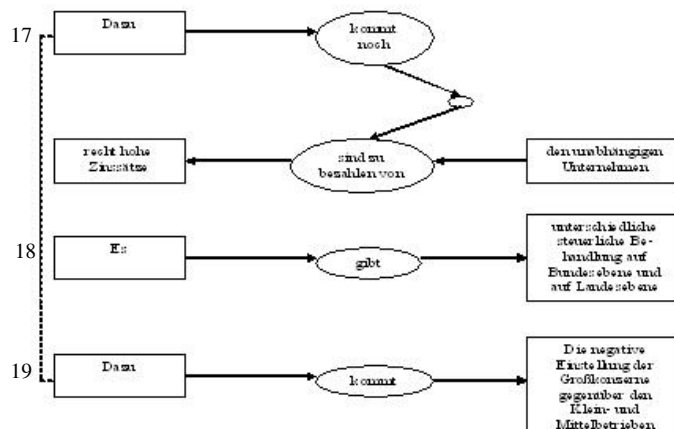 17
Dazu
kommt
noch
recht hohe
Zinssätze
sind zu
bezahlen von
den unabhängigen
Unternehmen
18
Es
gibt
unterschiedliche
steuerliche Be-
handlung auf
Bundesebene und
auf Landesebene
19
Dazu
kommt
Die negative
Einstellung der
Großkonzerne
gegenüber den
Klein- und
Mittelbetrieben